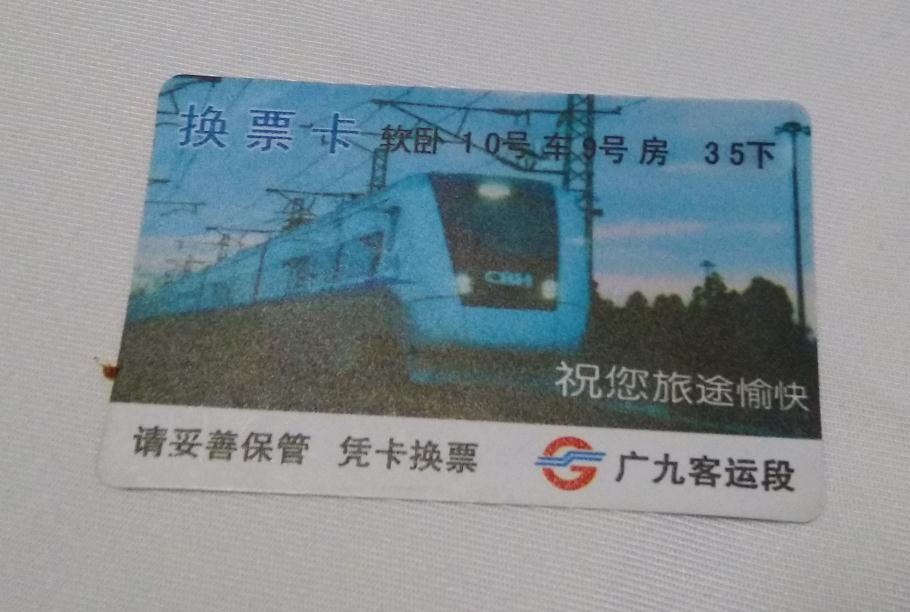 换票卡 软卧 10号车9号房 35下
CRH
祝您旅途愉快
请妥善保管 凭卡换票
广九客运段